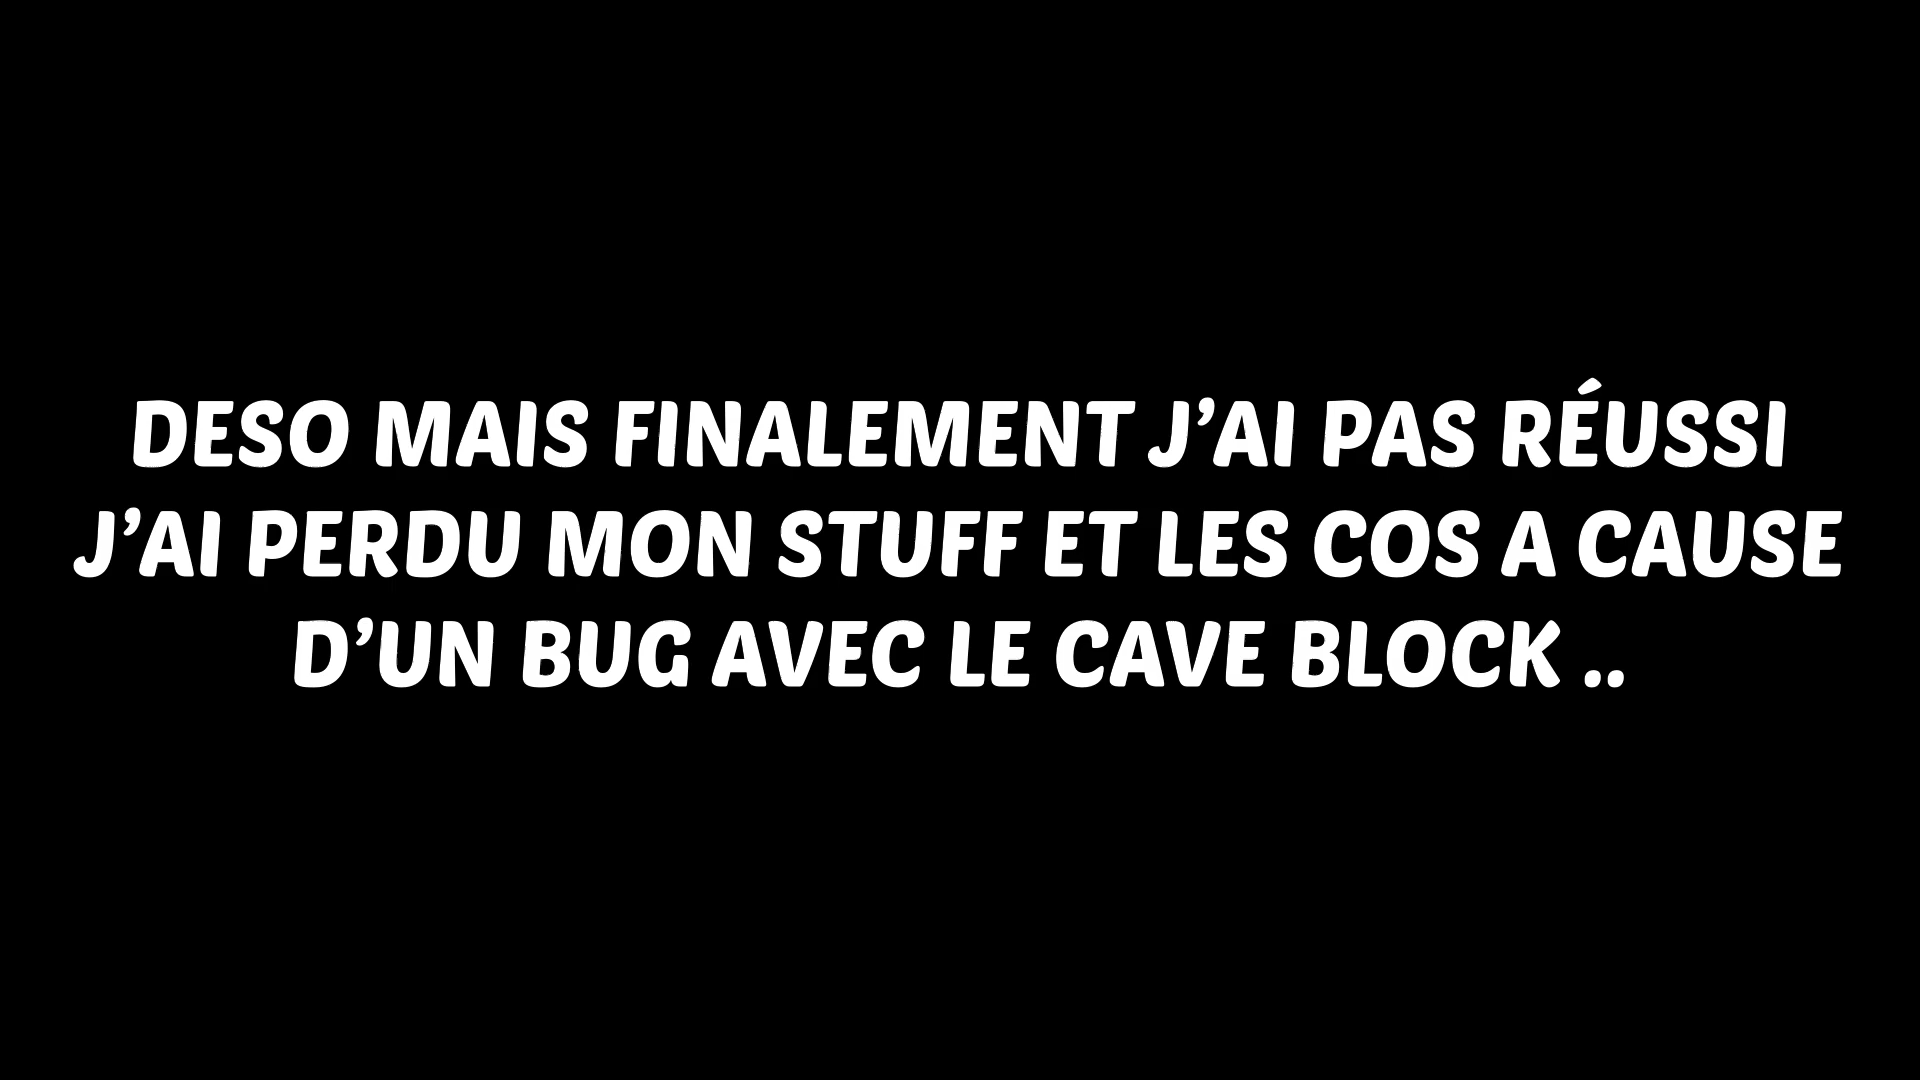 DESO MAIS FINALEMENT J’AI PAS RÉUSSI
J’AI PERDU MON STUFF ET LES COS A CAUSE
D’UN BUG AVEC LE CAVE BLOCK ..